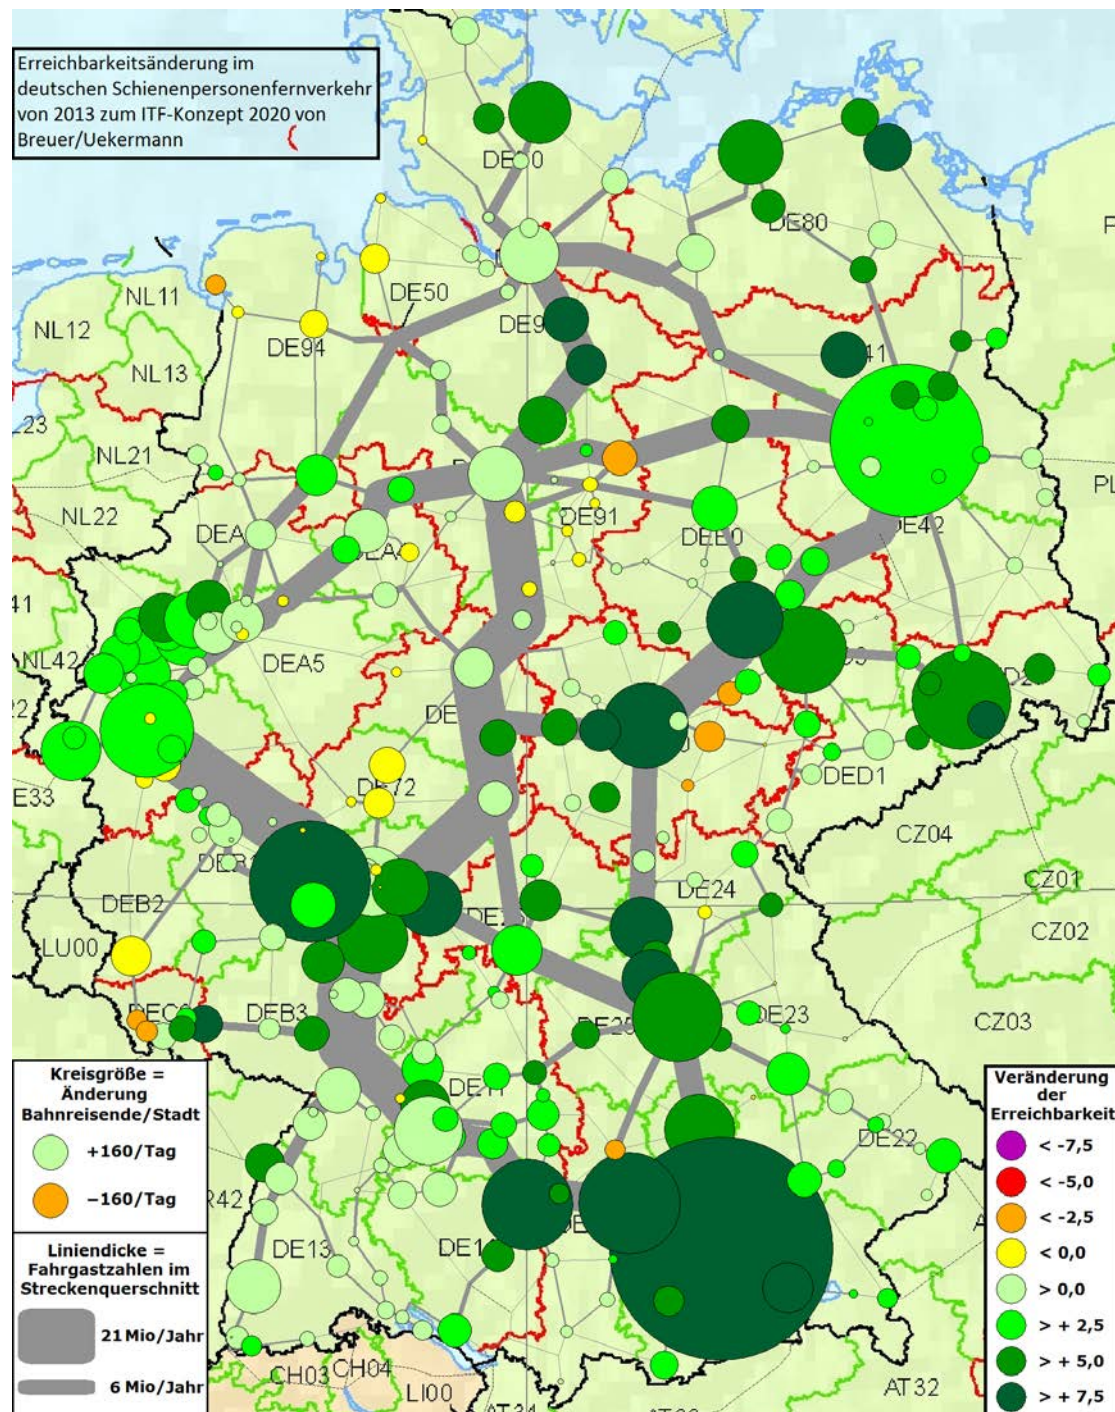 Erreichbarkeitsänderung im
deutschen Schienenpersonenfernverkehr
von 2013 zum ITF-Konzept 2020 von
Breuer/Uekermann
DE80
NL11
DE50
NL12
DE94
NL13
NL21
NL22
DE91
DE42
DEA
NL42
DEA5
DED1
E33
DE72
CZ04
CZ01
DE24
DEB2
CZ02
LU00
DEB3
DE23
CZ03
DE25
DE11
DE22
R42
DE13
CH03
CH04
LI00
AT32
Kreisgröße =
Änderung
Bahnreisende/Stadt
+160/Tag
−160/Tag
Liniendicke =
Fahrgastzahlen im
Streckenquerschnitt
21 Mio/Jahr
6 Mio/Jahr
Veränderung
der
Erreichbarkeit
< -7,5
< -5,0
< -2,5
< 0,0
> 0,0
> + 2,5
> + 5,0
> + 7,5